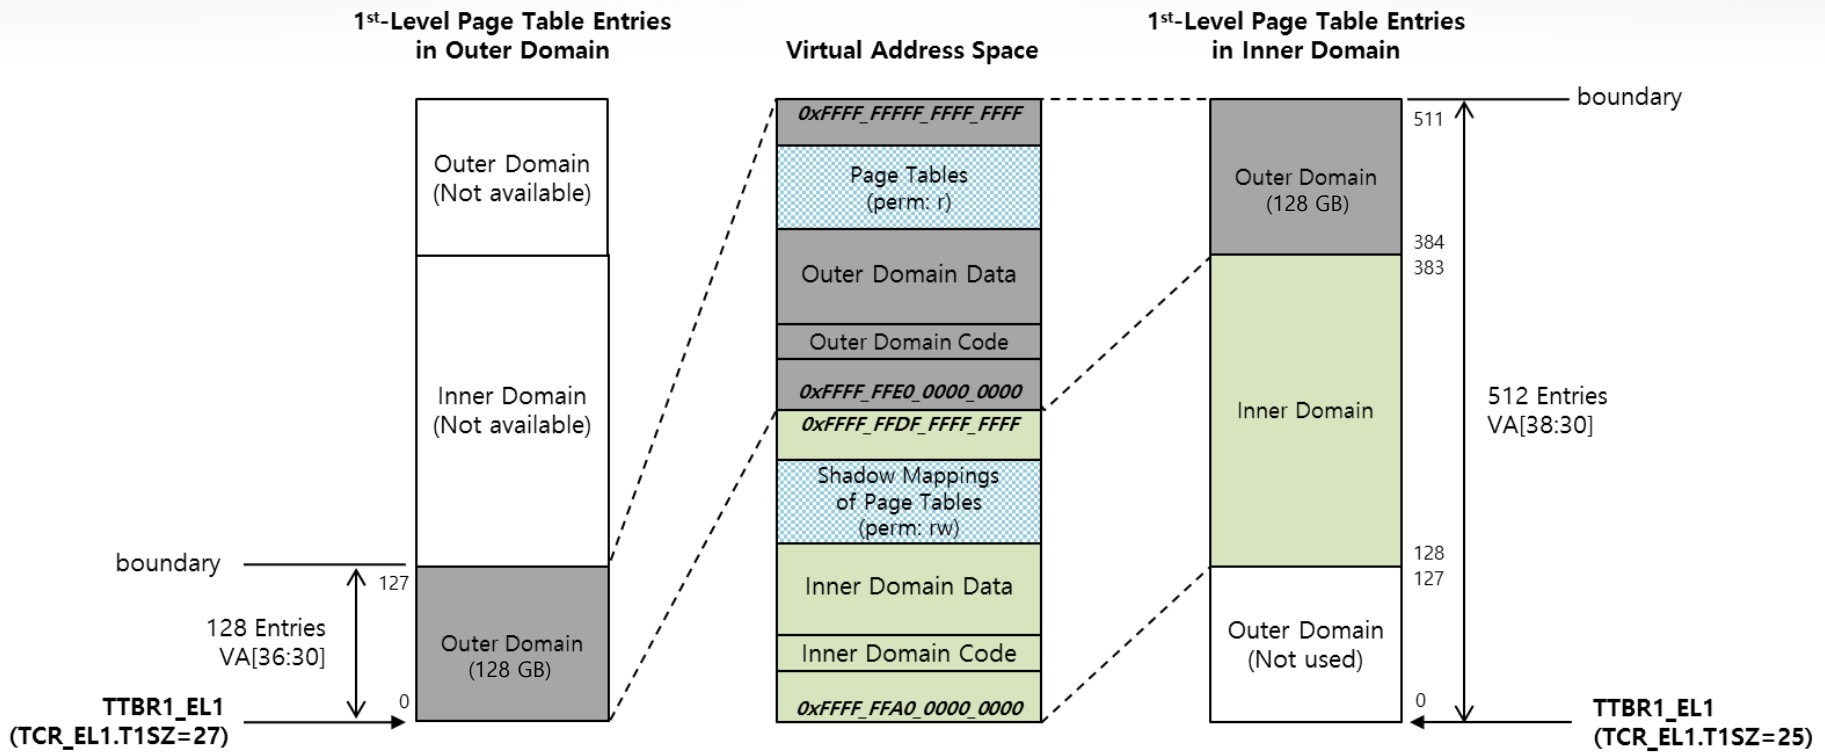 1st-Level Page Table Entries
in Outer Domain
Virtual Address Space
1st-Level Page Table Entries
in Inner Domain
Outer Domain
(Not available)
Inner Domain
(Not available)
boundary
127
128 Entries
VA[36:30]
Outer Domain
(128 GB)
0
TTBR1_EL1
(TCR_EL1.T1SZ=27)
0xFFFF_FFFFF_FFFF_FFFF
Page Tables
(perm: r)
Outer Domain Data
Outer Domain Code
0xFFFF_FFE0_0000_0000
0xFFFF_FFDF_FFFF_FFFF
Shadow Mappings
of Page Tables
(perm: rw)
Inner Domain Data
Inner Domain Code
0xFFFF_FFA0_0000_0000
boundary
511
Outer Domain
(128 GB)
384
383
Inner Domain
512 Entries
VA[38:30]
128
127
Outer Domain
(Not used)
0
TTBR1_EL1
(TCR_EL1.T1SZ=25)